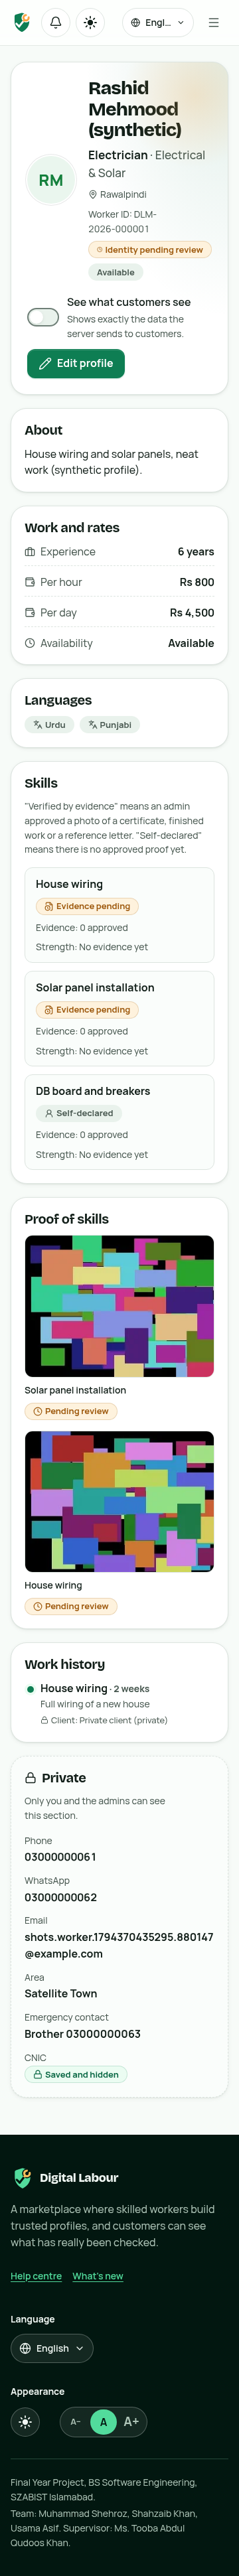 Engl...
Rashid
Mehmood
(synthetic)
RM
Electrician · Electrical
& Solar
Rawalpindi
Worker ID: DLM-
2026-000001
Identity pending review
Available
See what customers see
Shows exactly the data the
server sends to customers.
Edit profile
About
House wiring and solar panels, neat
work (synthetic profile).
Work and rates
Experience 6 years
Per hour Rs 800
Per day Rs 4,500
Availability Available
Languages
Urdu Punjabi
Skills
"Verified by evidence" means an admin
approved a photo of a certificate, finished
work or a reference letter. "Self-declared"
means there is no approved proof yet.
House wiring
Evidence pending
Evidence: 0 approved
Strength: No evidence yet
Solar panel installation
Evidence pending
Evidence: 0 approved
Strength: No evidence yet
DB board and breakers
Self-declared
Evidence: 0 approved
Strength: No evidence yet
Proof of skills
Solar panel installation
Pending review
House wiring
Pending review
Work history
House wiring · 2 weeks
Full wiring of a new house
Client: Private client (private)
Private
Only you and the admins can see
this section.
Phone
03000000061
WhatsApp
03000000062
Email
shots.worker.1794370435295.880147
@example.com
Area
Satellite Town
Emergency contact
Brother 03000000063
CNIC
Saved and hidden
Digital Labour
A marketplace where skilled workers build
trusted profiles, and customers can see
what has really been checked.
Help centre What's new
Language
English
Appearance
A- A A+
Final Year Project, BS Software Engineering,
SZABIST Islamabad.
Team: Muhammad Shehroz, Shahzaib Khan,
Usama Asif. Supervisor: Ms. Tooba Abdul
Qudoos Khan.